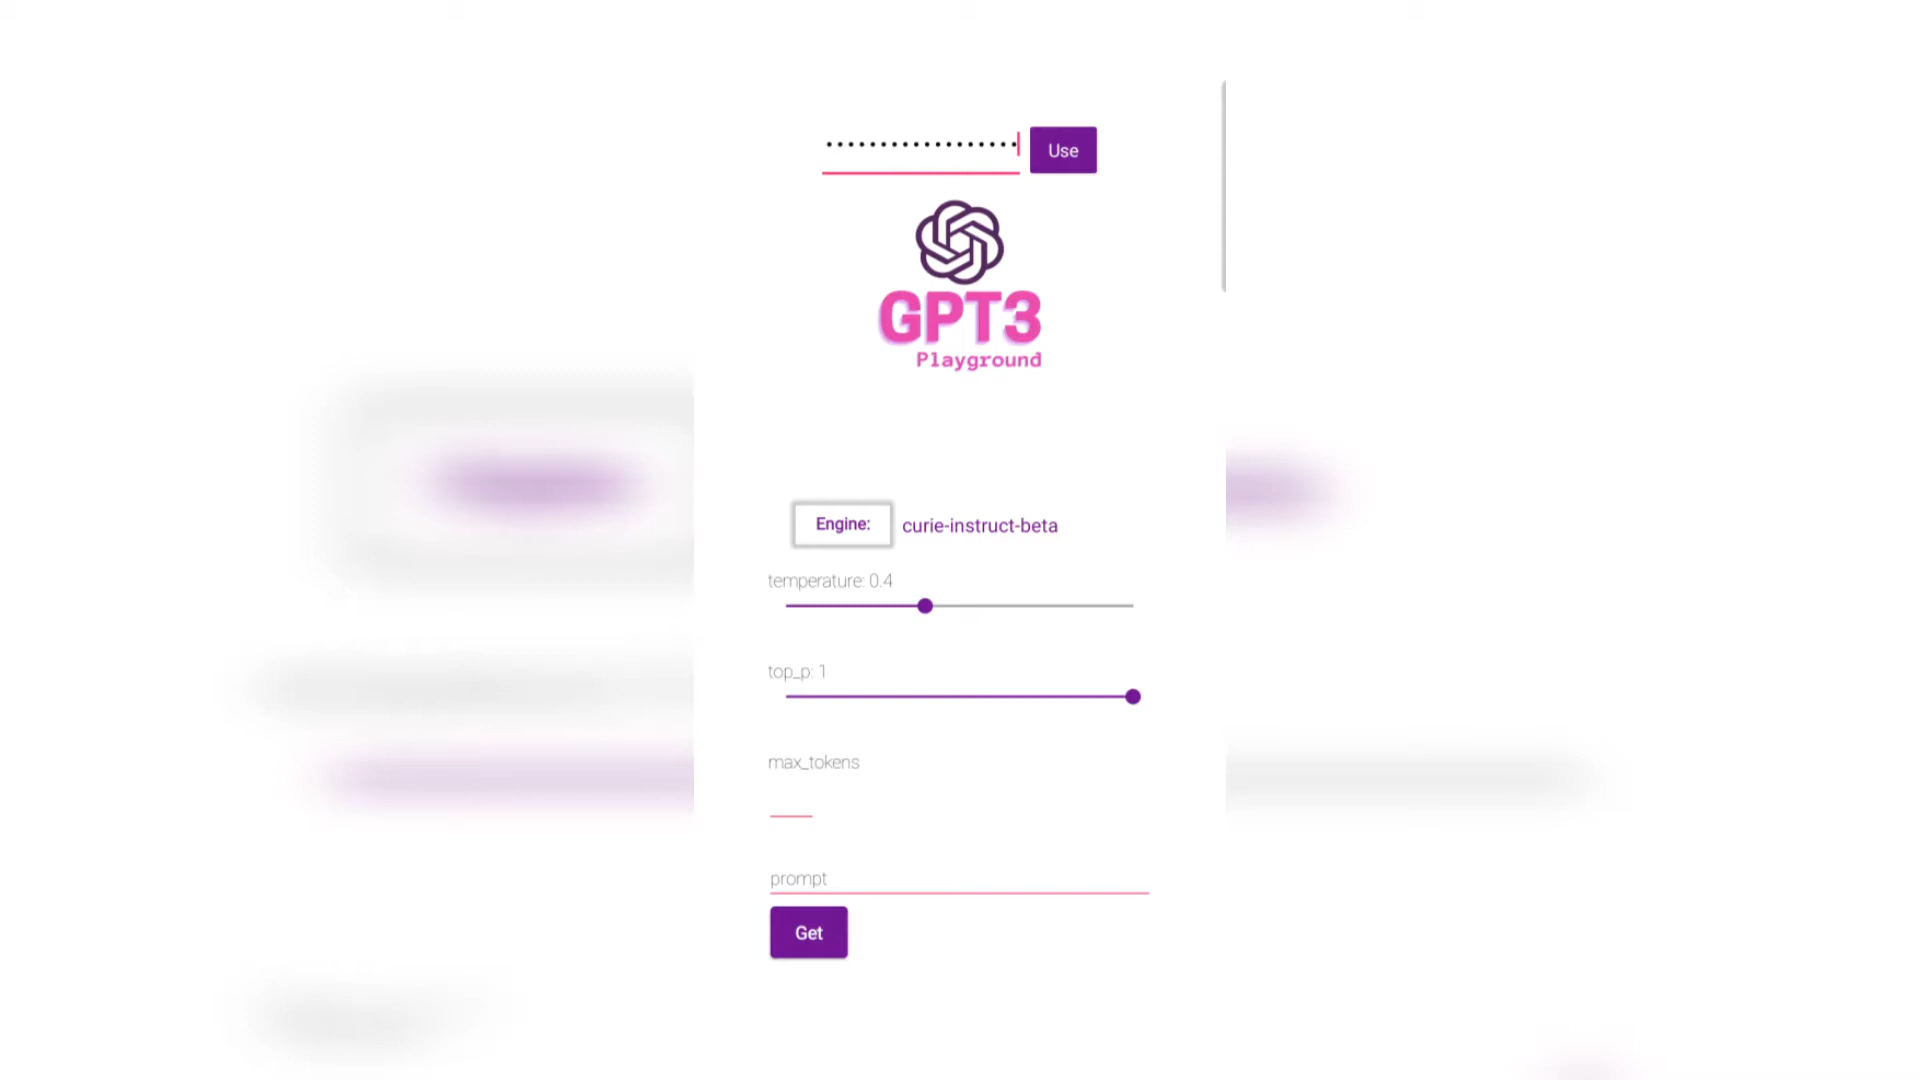 Use
GPT3
Playground
Engine: curie-instruct-beta
temperature: 0.4
top_p: 1
max_tokens
prompt
Get